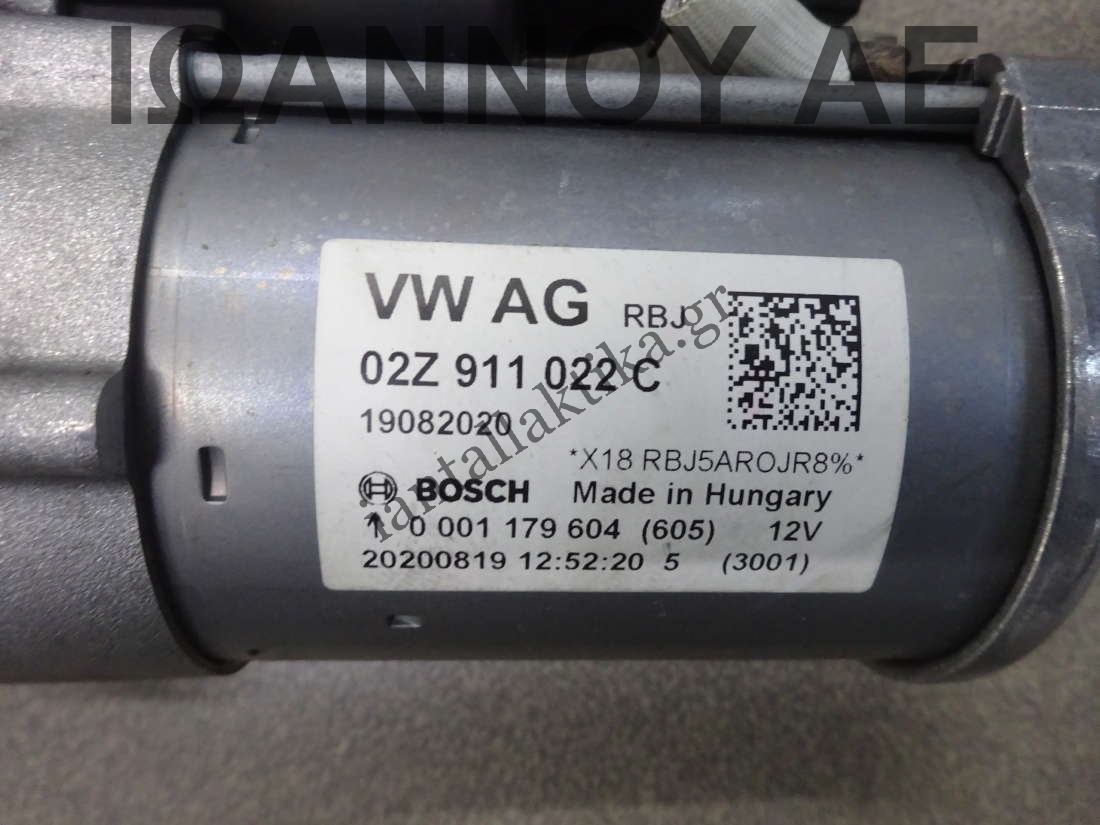 ΙΩΑΝΝΟΥ ΑΕ
VW AG RBJ
02Z 911 022 C
19082020
*X18 RBJ5AROJR8%*
BOSCH Made in Hungary
0 001 179 604 (605) 12V
20200819 12:52:20 5 (3001)
iantallaktika.gr